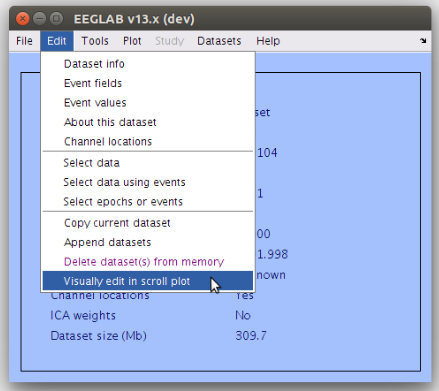 EEGLAB v13.x (dev)
File Edit Tools Plot Study Datasets Help
Dataset info
Event fields
Event values
About this dataset
set
Channel locations
104
Select data
Select data using events
1
Select epochs or events
Copy current dataset
00
Append datasets
1.998
Delete dataset(s) from memory
nown
Visually edit in scroll plot
Channel locations Yes
ICA weights No
Dataset size (Mb) 309.7